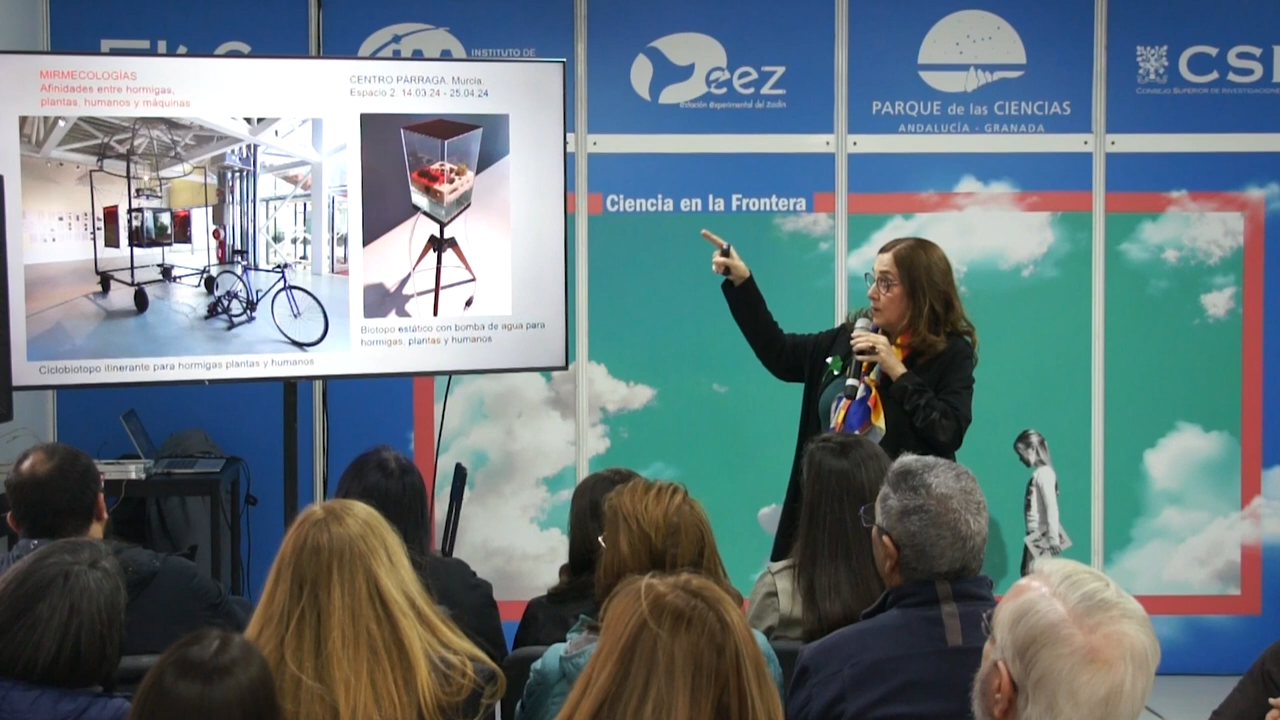 INSTITUTO DE
eez
Estación Experimental del Zaidín
PARQUE de las CIENCIAS
ANDALUCÍA - GRANADA
Ciencia en la Frontera
MIRMECOLOGÍAS
Afinidades entre hormigas,
plantas, humanos y máquinas
CENTRO PÁRRAGA, Murcia.
Espacio 2. 14.03.24 - 25.04.24
Ciclobiotopo itinerante para hormigas plantas y humanos
Biotopo estático con bomba de agua para
hormigas, plantas y humanos